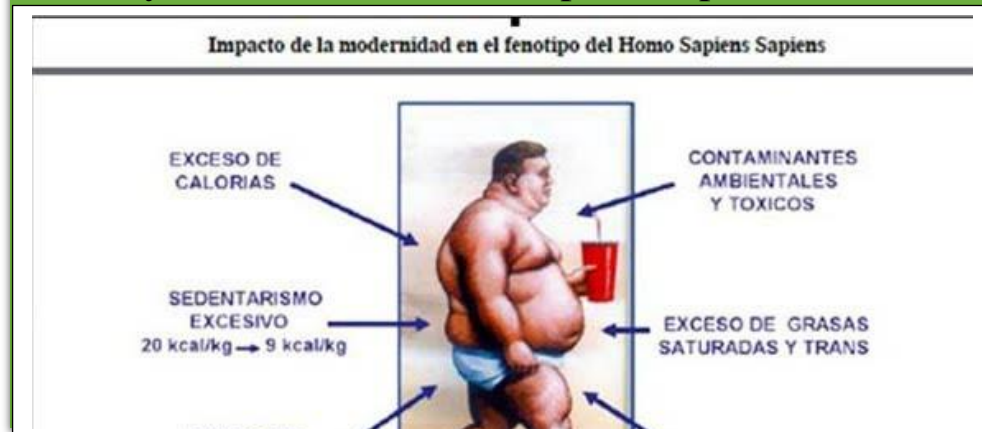 Impacto de la modernidad en el fenotipo del Homo Sapiens Sapiens
EXCESO DE
CALORIAS
CONTAMINANTES
AMBIENTALES
Y TOXICOS
SEDENTARISMO
EXCESIVO
20 kcal/kg → 9 kcal/kg
EXCESO DE GRASAS
SATURADAS Y TRANS